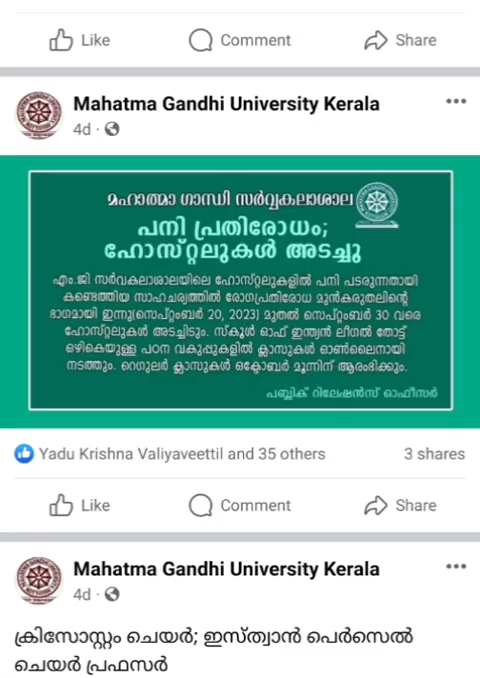 Like Comment Share
Mahatma Gandhi University Kerala
4d ·
മഹാത്മാ ഗാന്ധി സർവ്വകലാശാല
പനി പ്രതിരോധം;
ഹോസ്റ്റലുകൾ അടച്ചു
എം.ജി സർവകലാശാലയിലെ ഹോസ്റ്റലുകളിൽ പനി പടരുന്നതായി
കണ്ടെത്തിയ സാഹചര്യത്തിൽ രോഗപ്രതിരോധ മുൻകരുതലിന്റെ
ഭാഗമായി ഇന്നു(സെപ്റ്റംബർ 20, 2023) മുതൽ സെപ്റ്റംബർ 30 വരെ
ഹോസ്റ്റലുകൾ അടച്ചിടും. സ്കൂൾ ഓഫ് ഇന്ത്യൻ ലീഗൽ തോട്ട്
ഒഴികെയുള്ള പഠന വകുപ്പുകളിൽ ക്ലാസുകൾ ഓൺലൈനായി
നടത്തും. റെഗുലർ ക്ലാസുകൾ ഒക്ടോബർ മൂന്നിന് ആരംഭിക്കും.
പബ്ലിക് റിലേഷൻസ് ഓഫീസർ
Yadu Krishna Valiyaveettil and 35 others 3 shares
Like Comment Share
Mahatma Gandhi University Kerala
4d ·
ക്രിസോസ്റ്റം ചെയർ; ഇസ്ത്വാൻ പെർസെൽ
ചെയർ പ്രഫസർ